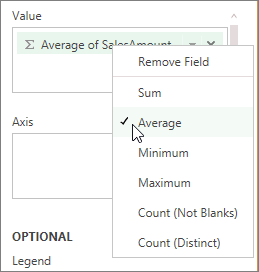 Value
Σ Average of SalesAmount
Remove Field
Sum
Average
Minimum
Maximum
Count (Not Blanks)
Count (Distinct)
Axis
OPTIONAL
Legend